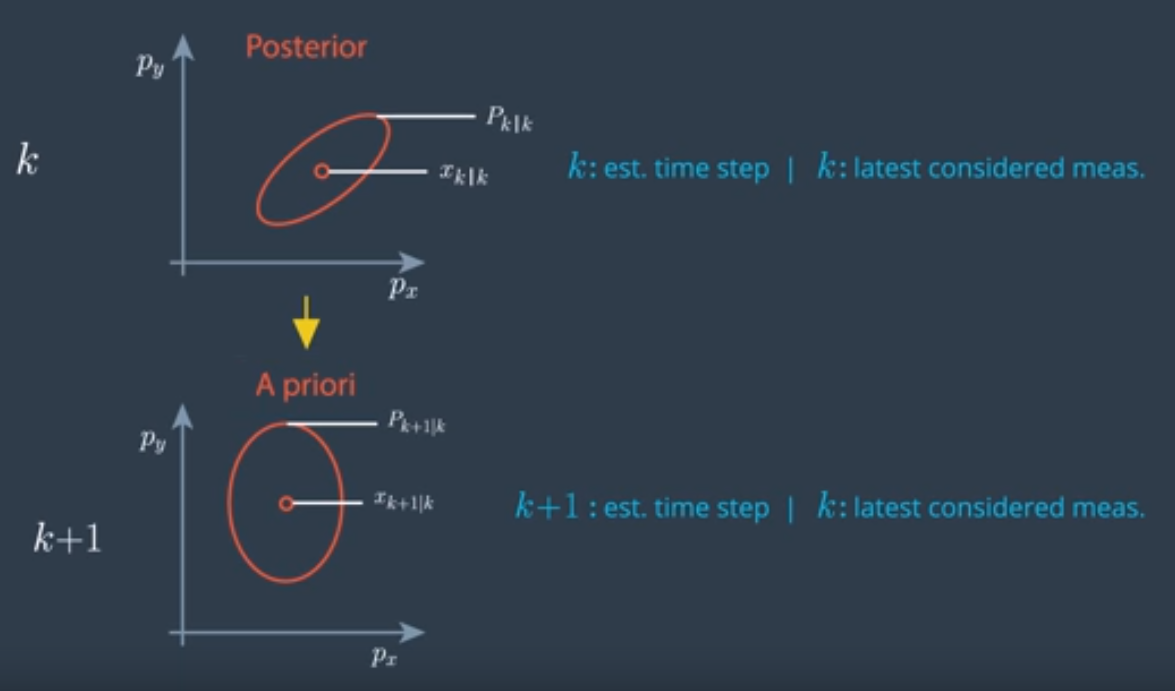 Posterior
p_y
P_{k|k}
k
x_{k|k}
k: est. time step | k: latest considered meas.
p_x
A priori
P_{k+1|k}
p_y
x_{k+1|k}
k+1 : est. time step | k: latest considered meas.
k+1
p_x